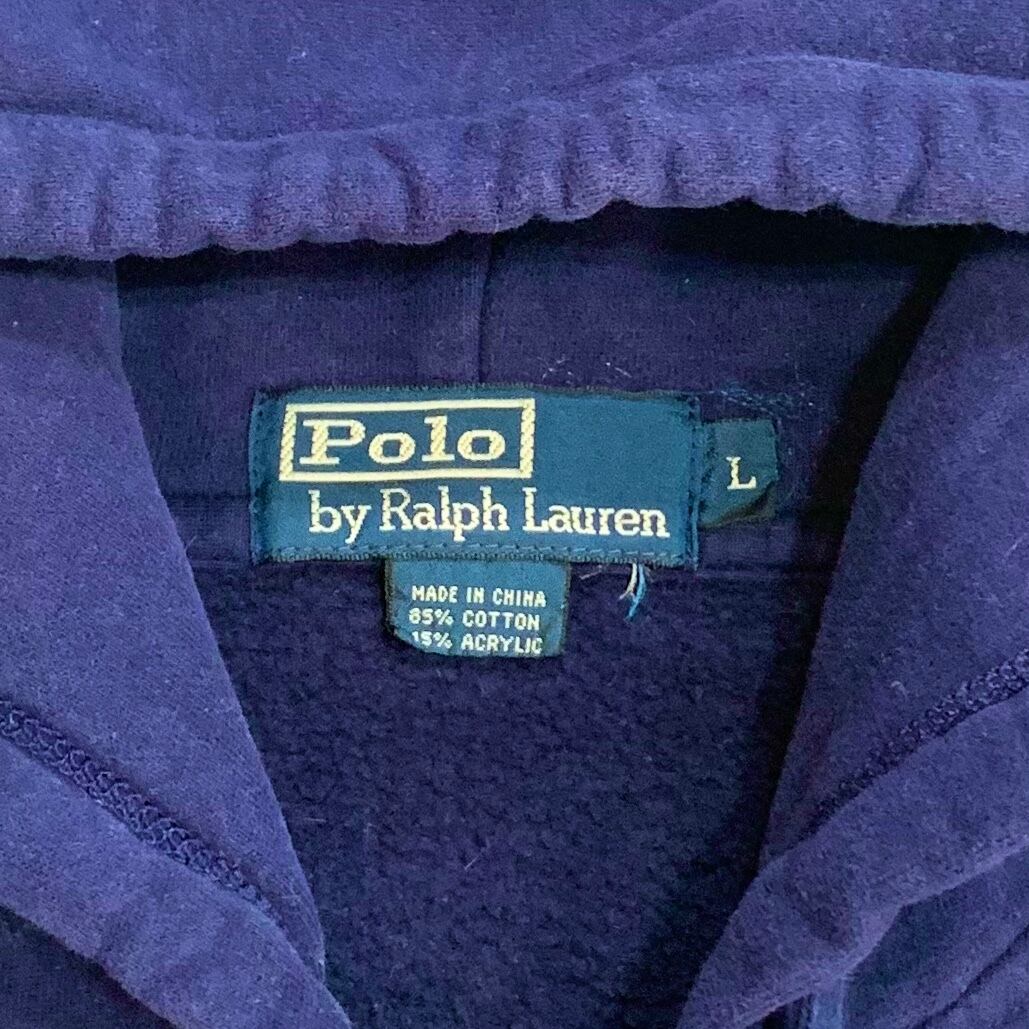 Polo
by Ralph Lauren
L
MADE IN CHINA
85% COTTON
15% ACRYLIC